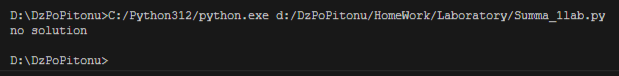 D:\DzPoPitonu>C:/Python312/python.exe d:/DzPoPitonu/HomeWork/Laboratory/Summa_1lab.py
no solution
D:\DzPoPitonu>